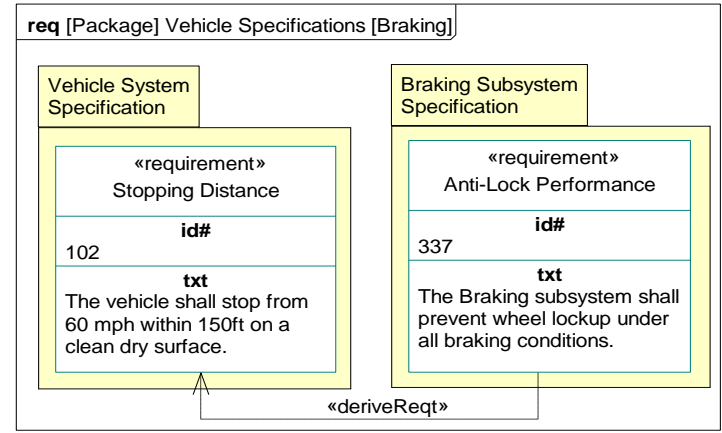 req [Package] Vehicle Specifications [Braking]
Vehicle System
Specification
«requirement»
Stopping Distance
id#
102
txt
The vehicle shall stop from
60 mph within 150ft on a
clean dry surface.
Braking Subsystem
Specification
«requirement»
Anti-Lock Performance
id#
337
txt
The Braking subsystem shall
prevent wheel lockup under
all braking conditions.
«deriveReqt»